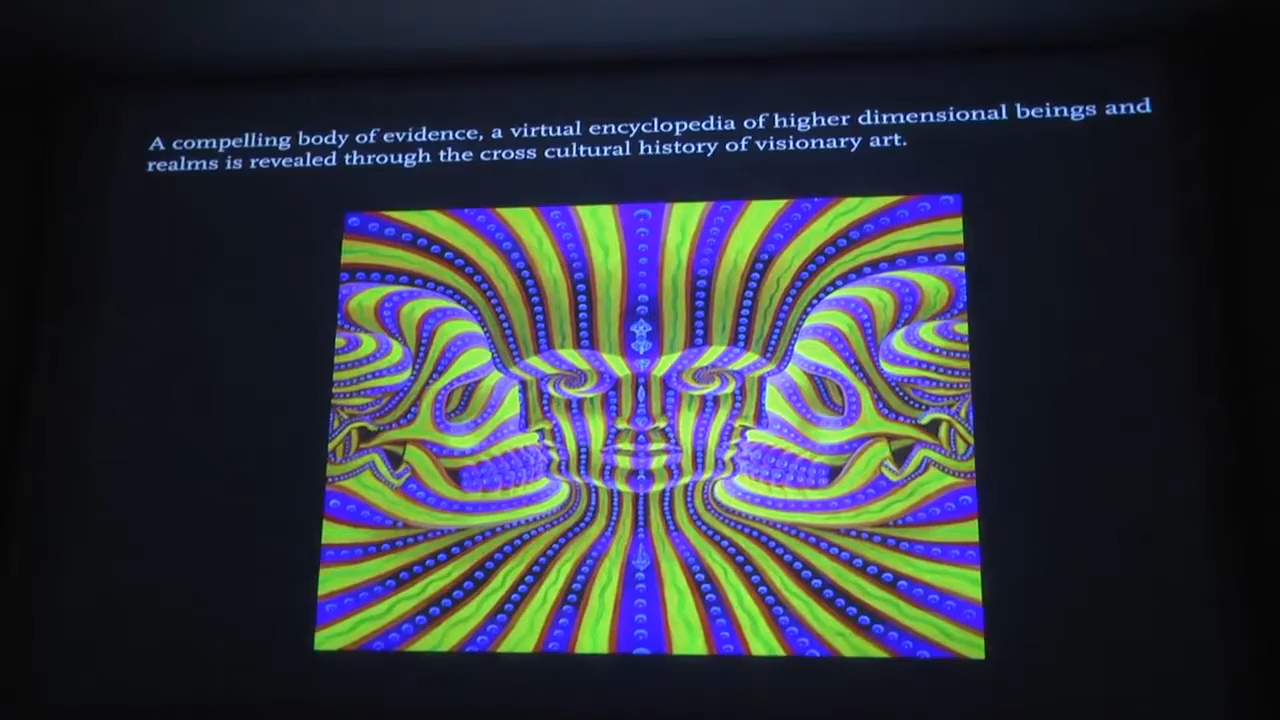 A compelling body of evidence, a virtual encyclopedia of higher dimensional beings and
realms is revealed through the cross cultural history of visionary art.